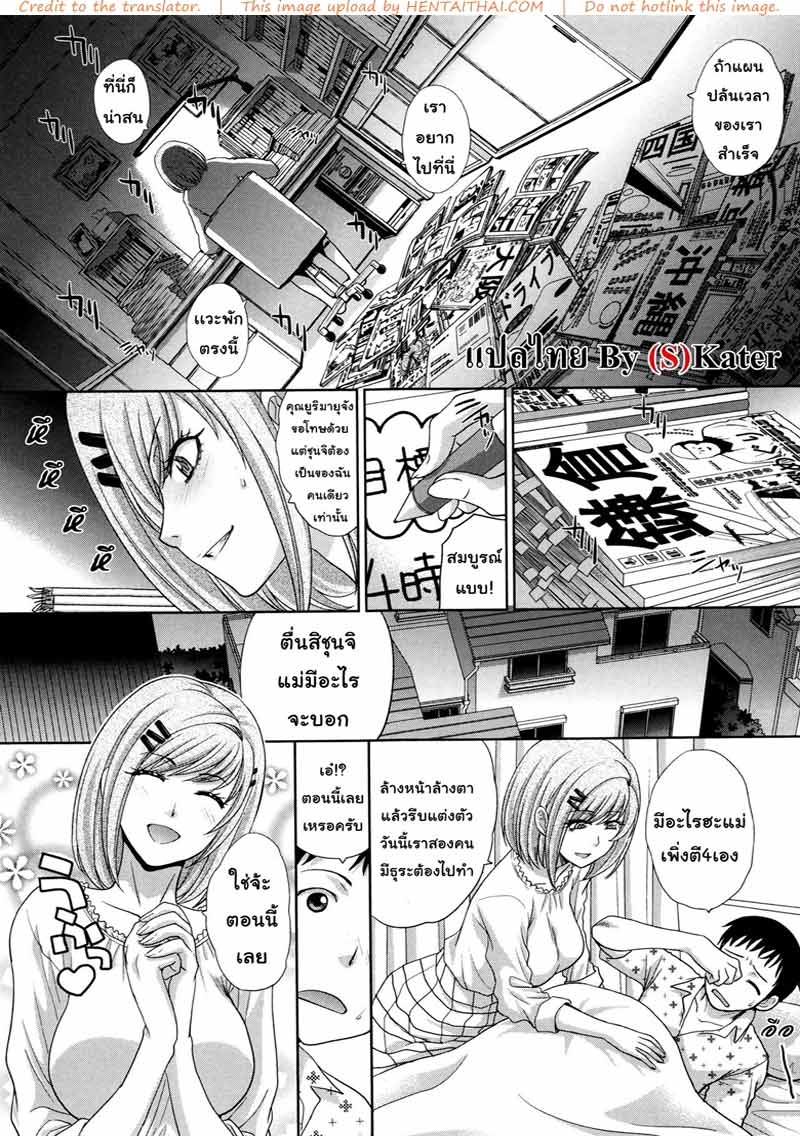 Credit to the translator. | This image upload by HENTAITHAI.COM | Do not hotlink this image.
ถ้าแผน
ปล้นเวลา
ของเรา
สำเร็จ
เรา
อยาก
ไปที่นี่
ที่นี่ก็
น่าสน
แวะพัก
ตรงนี้
四国
沖縄
ドライブ
แปลไทย By (S)Kater
鎌倉
สมบูรณ์
แบบ!
4時
คุณยูริมายุจัง
ขอโทษด้วย
แต่ชุนจิต้อง
เป็นของฉัน
คนเดียว
เท่านั้น
หึ
หึ
หึ
หึ
ตื่นสิชุนจิ
แม่มีอะไร
จะบอก
มีอะไรฮะแม่
เพิ่งตี4เอง
อือ
ล้างหน้าล้างตา
แล้วรีบแต่งตัว
วันนี้เราสองคน
มีธุระต้องไปทำ
เอ๋!?
ตอนนี้เลย
เหรอครับ
ใช่จ้ะ
ตอนนี้
เลย